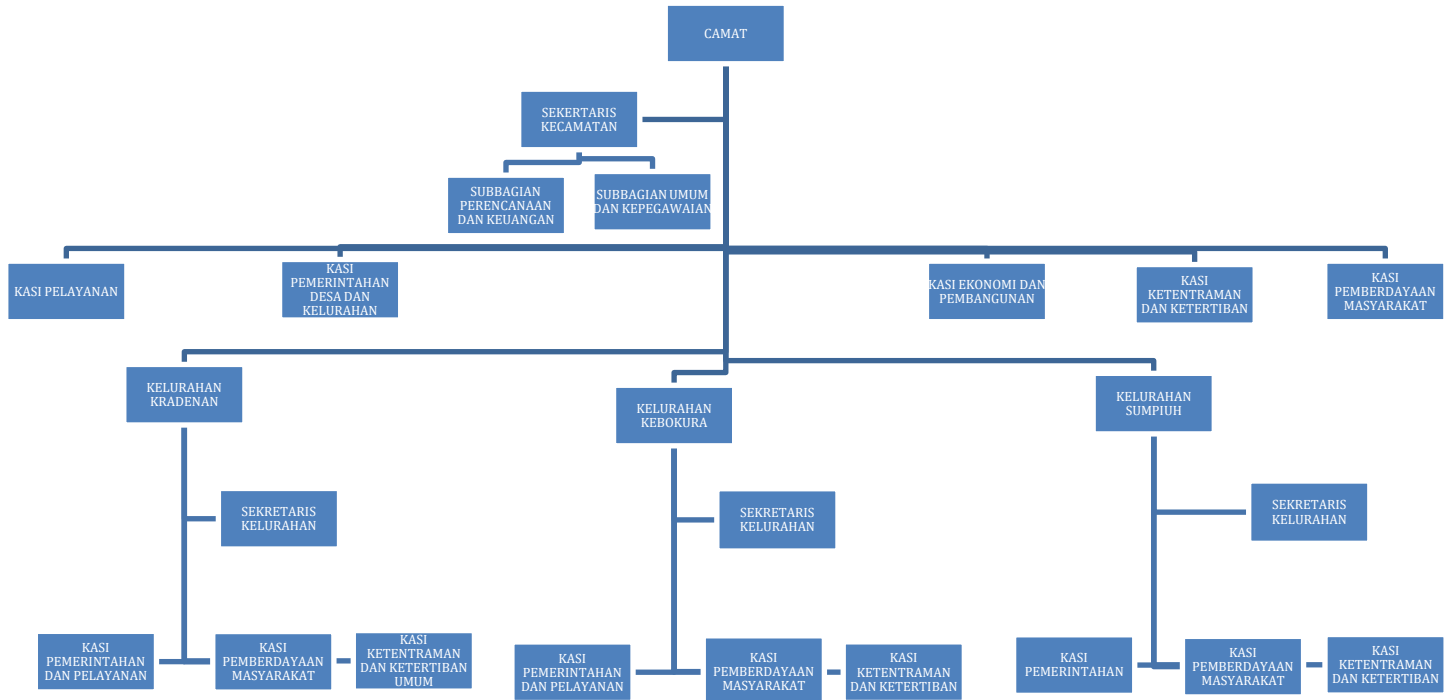 CAMAT
SEKERTARIS
KECAMATAN
SUBBAGIAN
PERENCANAAN
DAN KEUANGAN
SUBBAGIAN UMUM
DAN KEPEGAWAIAN
KASI PELAYANAN
KASI
PEMERINTAHAN
DESA DAN
KELURAHAN
KASI EKONOMI DAN
PEMBANGUNAN
KASI
KETENTRAMAN
DAN KETERTIBAN
KASI
PEMBERDAYAAN
MASYARAKAT
KELURAHAN
KRADENAN
KELURAHAN
KEBOKURA
KELURAHAN
SUMPIUH
SEKRETARIS
KELURAHAN
SEKRETARIS
KELURAHAN
SEKRETARIS
KELURAHAN
KASI
PEMERINTAHAN
DAN PELAYANAN
KASI
PEMBERDAYAAN
MASYARAKAT
KASI
KETENTRAMAN
DAN KETERTIBAN
UMUM
KASI
PEMERINTAHAN
DAN PELAYANAN
KASI
PEMBERDAYAAN
MASYARAKAT
KASI
KETENTRAMAN
DAN KETERTIBAN
KASI
PEMERINTAHAN
KASI
PEMBERDAYAAN
MASYARAKAT
KASI
KETENTRAMAN
DAN KETERTIBAN